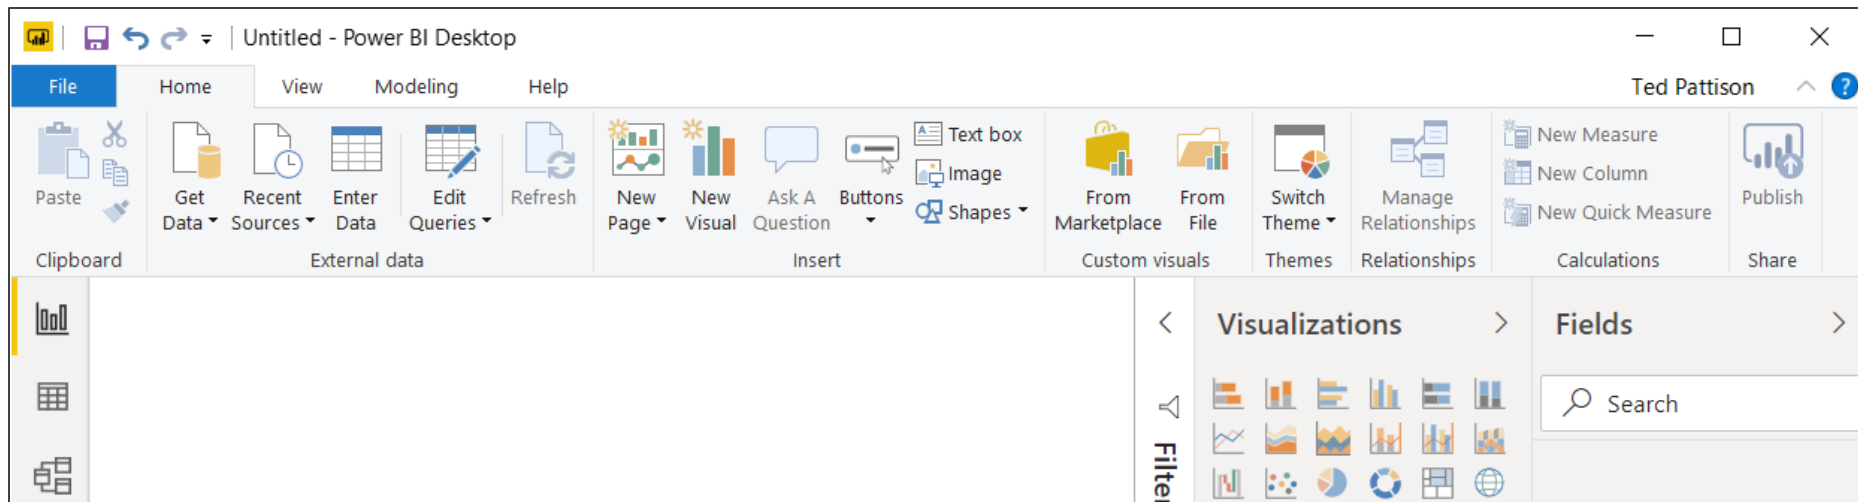 Untitled - Power BI Desktop
File Home View Modeling Help Ted Pattison ?
Paste
Get Data
Recent Sources
Enter Data
Edit Queries
Refresh
New Page
New Visual
Ask A Question
Buttons
Text box
Image
Shapes
From Marketplace
From File
Switch Theme
Manage Relationships
New Measure
New Column
New Quick Measure
Publish
Clipboard External data Insert Custom visuals Themes Relationships Calculations Share
Visualizations Fields
Search
Filte